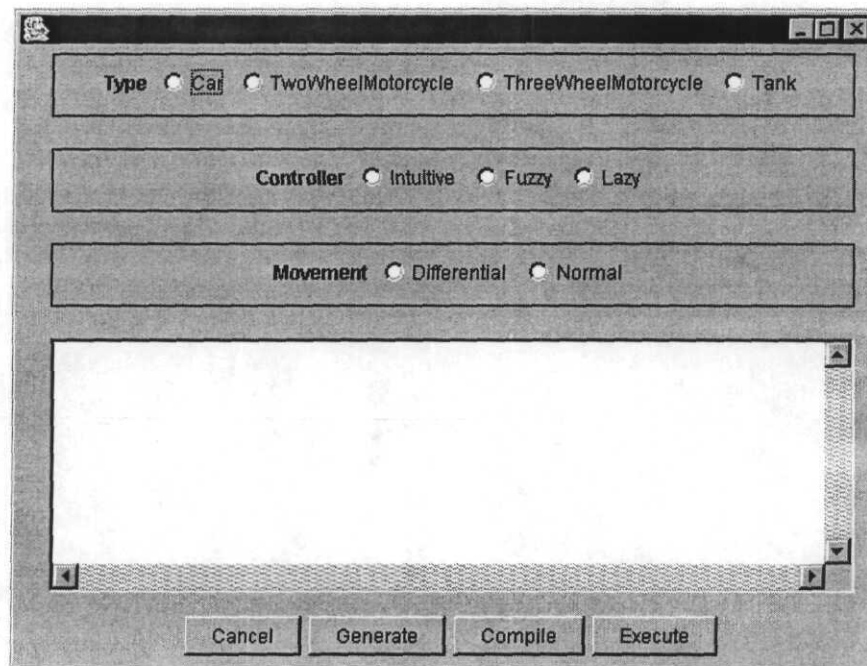 Type Car TwoWheelMotorcycle ThreeWheelMotorcycle Tank
Controller Intuitive Fuzzy Lazy
Movement Differential Normal
Cancel Generate Compile Execute